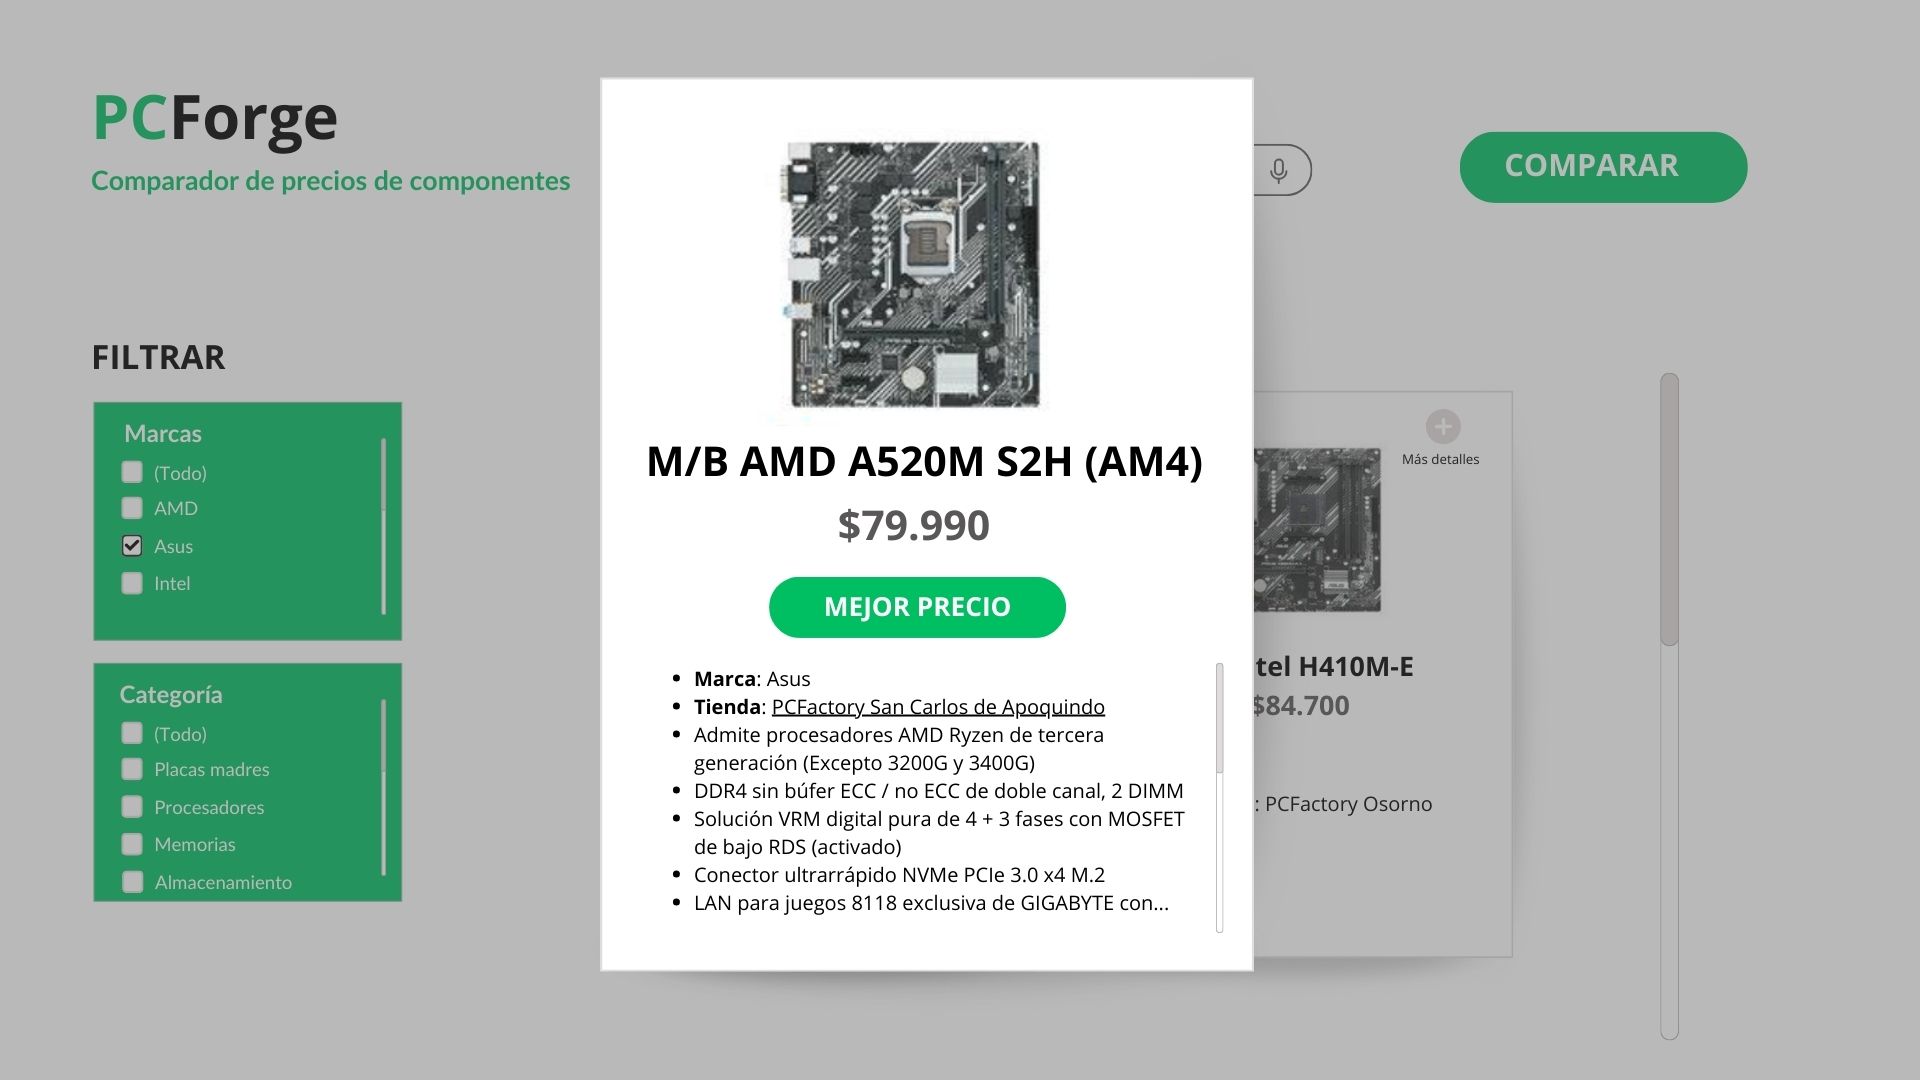 PCForge
Comparador de precios de componentes
COMPARAR
FILTRAR
Marcas
(Todo)
AMD
Asus
Intel
Categoría
(Todo)
Placas madres
Procesadores
Memorias
Almacenamiento
M/B AMD A520M S2H (AM4)
$79.990
MEJOR PRECIO
• Marca: Asus
• Tienda: PCFactory San Carlos de Apoquindo
• Admite procesadores AMD Ryzen de tercera
generación (Excepto 3200G y 3400G)
• DDR4 sin búfer ECC / no ECC de doble canal, 2 DIMM
• Solución VRM digital pura de 4 + 3 fases con MOSFET
de bajo RDS (activado)
• Conector ultrarrápido NVMe PCIe 3.0 x4 M.2
• LAN para juegos 8118 exclusiva de GIGABYTE con...
Más detalles
tel H410M-E
$84.700
: PCFactory Osorno